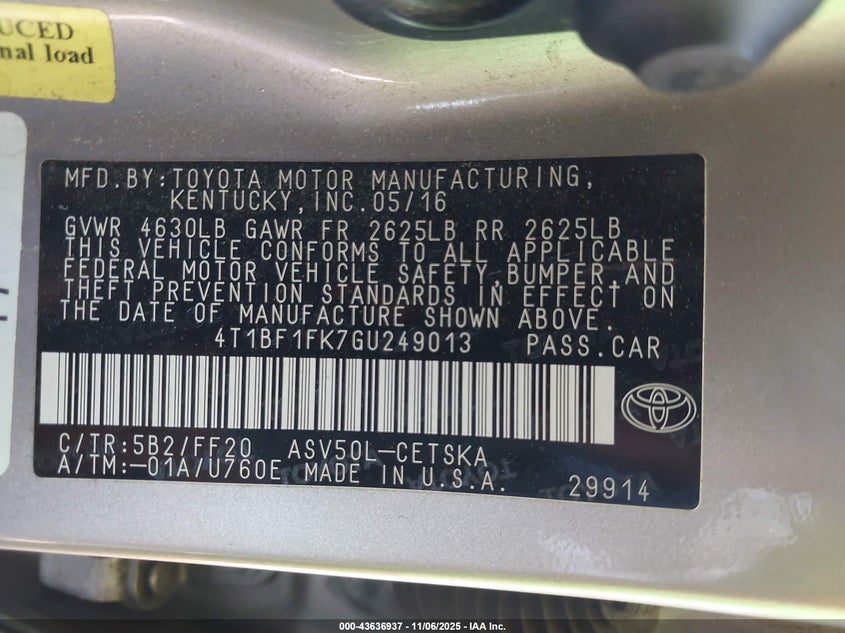 UCED
nal load
MFD.BY:TOYOTA MOTOR MANUFACTURING,
KENTUCKY,INC.05/16
GVWR 4630LB GAWR FR 2625LB RR 2625LB
THIS VEHICLE CONFORMS TO ALL APPLICABLE
FEDERAL MOTOR VEHICLE SAFETY,BUMPER,AND
THEFT PREVENTION STANDARDS IN EFFECT ON
THE DATE OF MANUFACTURE SHOWN ABOVE.
4T1BF1FK7GU249013 PASS.CAR
C/TR:5B2/FF20 ASV50L-CETSKA
A/TM:-01A/U760E MADE IN U.S.A.
29914
000-43636937 - 11/06/2025 - IAA Inc.